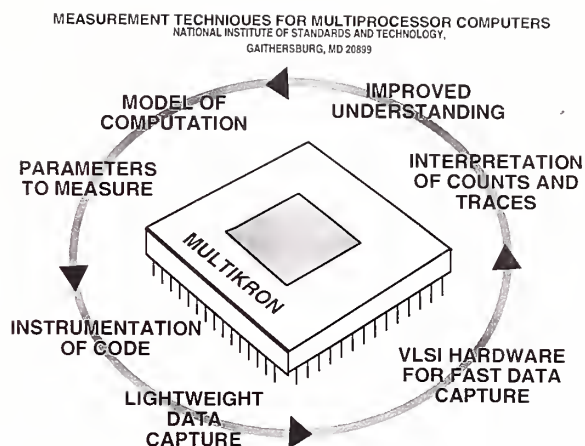 MEASUREMENT TECHNIQUES FOR MULTIPROCESSOR COMPUTERS
NATIONAL INSTITUTE OF STANDARDS AND TECHNOLOGY,
GAITHERSBURG, MD 20899
MODEL OF
COMPUTATION
IMPROVED
UNDERSTANDING
PARAMETERS
TO MEASURE
INTERPRETATION
OF COUNTS AND
TRACES
MULTIKRON
INSTRUMENTATION
OF CODE
VLSI HARDWARE
FOR FAST DATA
CAPTURE
LIGHTWEIGHT
DATA
CAPTURE